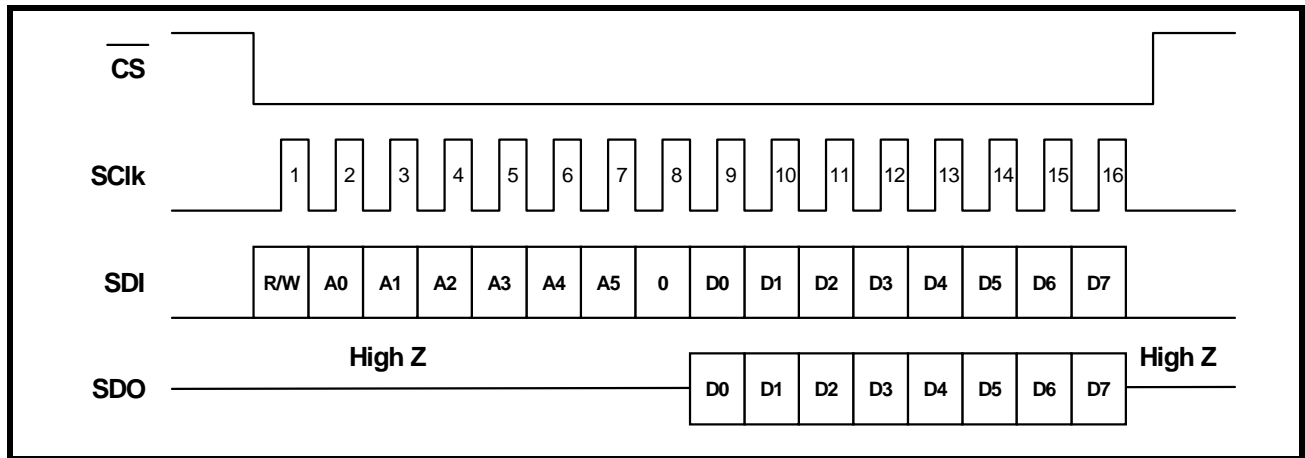 CS
SClk 1 2 3 4 5 6 7 8 9 10 11 12 13 14 15 16
SDI R/W A0 A1 A2 A3 A4 A5 0 D0 D1 D2 D3 D4 D5 D6 D7
High Z High Z
SDO D0 D1 D2 D3 D4 D5 D6 D7